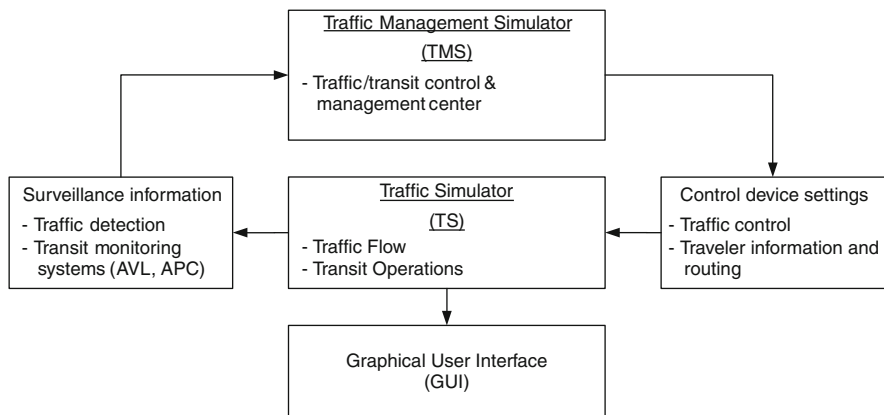 Traffic Management Simulator
(TMS)
- Traffic/transit control &
management center
Surveillance information
- Traffic detection
- Transit monitoring
systems (AVL, APC)
Traffic Simulator
(TS)
- Traffic Flow
- Transit Operations
Control device settings
- Traffic control
- Traveler information and
routing
Graphical User Interface
(GUI)